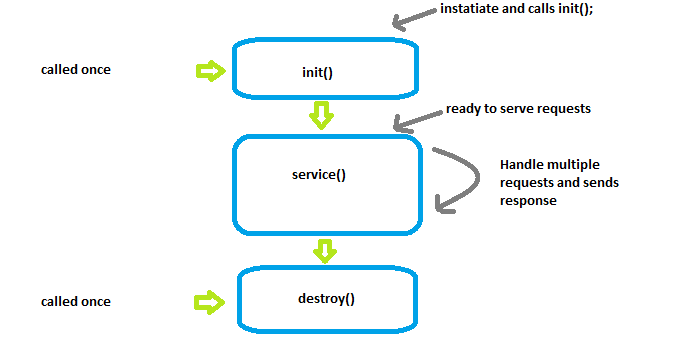 instatiate and calls init();
called once
init()
ready to serve requests
service()
Handle multiple
requests and sends
response
called once
destroy()